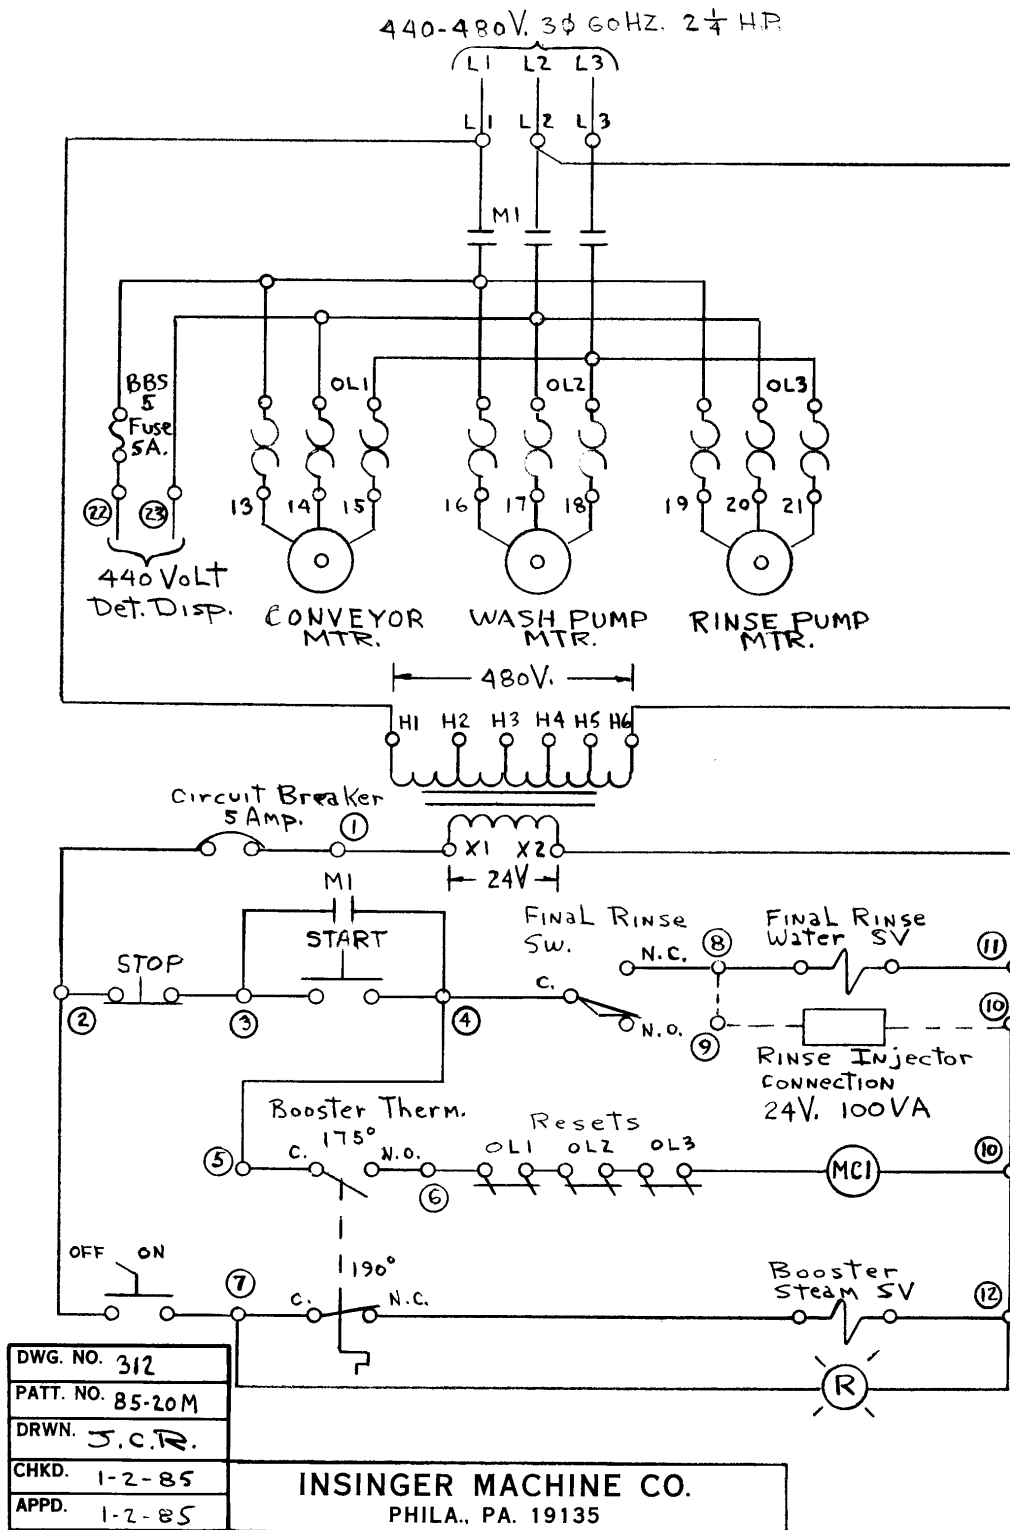 440-480V. 3ϕ 60HZ. 2 1/4 H.P.
L1 L2 L3
L1 L2 L3
M1
BBS
5
Fuse
5A.
OL1 OL2 OL3
22 23
13 14 15 16 17 18 19 20 21
440 VOLT
Det. Disp.
CONVEYOR
MTR.
WASH PUMP
MTR.
RINSE PUMP
MTR.
480V.
H1 H2 H3 H4 H5 H6
Circuit Breaker
5 Amp.
1
X1 X2
24V
M1
START
STOP
2 3 4
Final Rinse
Sw.
N.C.
C.
N.O.
8
9
Final Rinse
Water SV
11
10
Rinse Injector
Connection
24V. 100VA
Booster Therm.
175°
5
C.
N.O.
6
Resets
OL1 OL2 OL3
MC1
10
OFF ON
7
190°
C.
N.C.
Booster
Steam SV
12
R
DWG. NO. 312
PATT. NO. 85-20M
DRWN. J.C.R.
CHKD. 1-2-85
APPD. 1-2-85
INSINGER MACHINE CO.
PHILA., PA. 19135